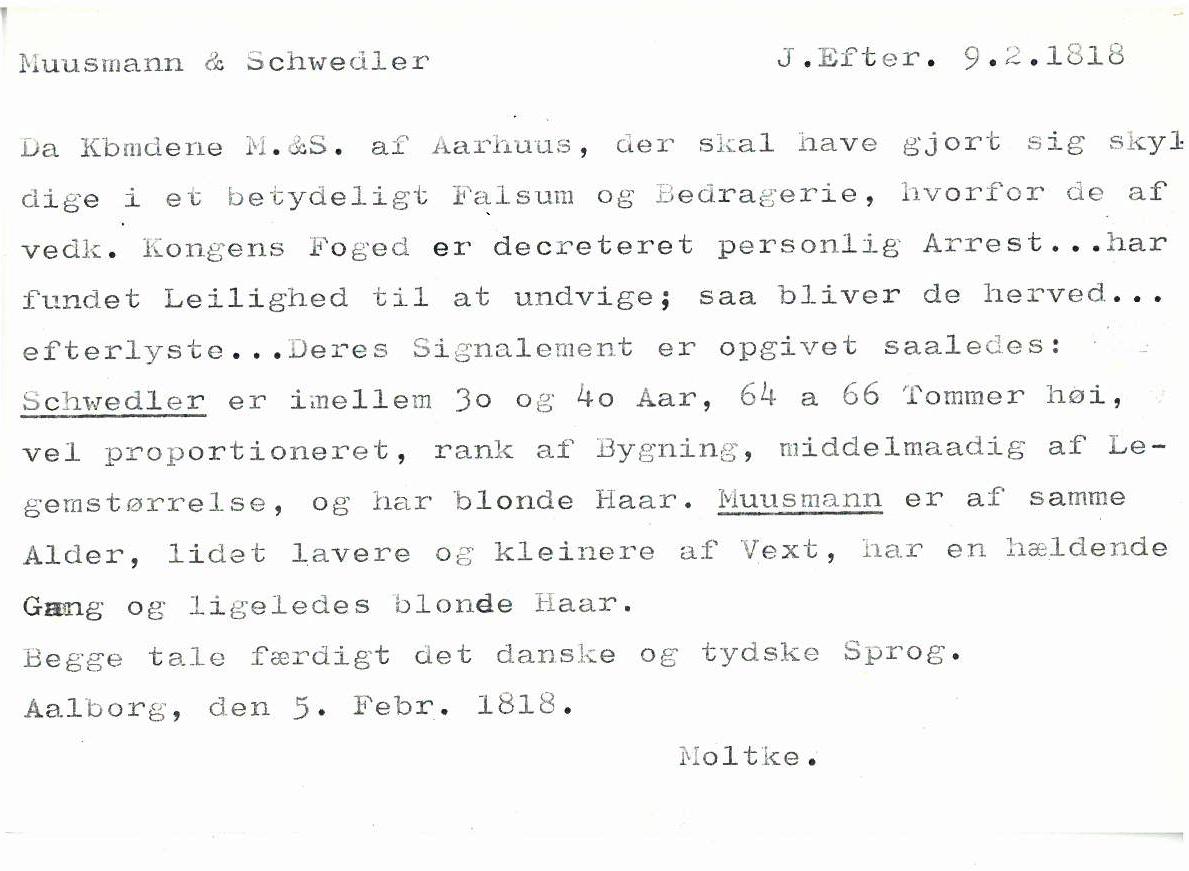 Muusmann & Schwedler J.Efter. 9.2.1818
Da Kbmdene M.&S. af Aarhuus, der skal have gjort sig skyl
dige i et betydeligt Falsum og Bedragerie, hvorfor de af
vedk. Kongens Foged er decreteret personlig Arrest...har
fundet Leilighed til at undvige; saa bliver de herved...
efterlyste...Deres Signalement er opgivet saaledes:
Schwedler er imellem 3o og 4o Aar, 64 a 66 Tommer høi,
vel proportioneret, rank af Bygning, middelmaadig af Le-
gemstørrelse, og har blonde Haar. Muusmann er af samme
Alder, lidet lavere og kleinere af Vext, har en hældende
Gang og ligeledes blonde Haar.
Begge tale færdigt det danske og tydske Sprog.
Aalborg, den 5. Febr. 1818.
Moltke.